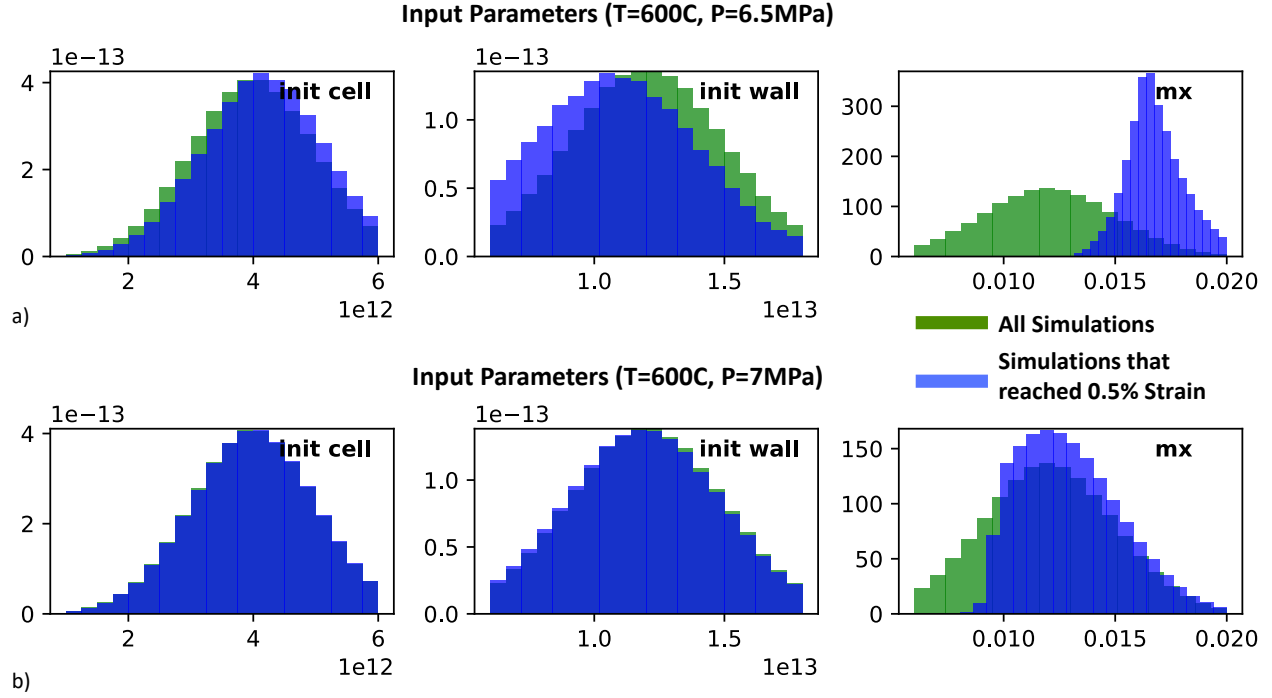 Input Parameters (T=600C, P=6.5MPa)
1e−13
init cell
4
2
0
2 4 6
1e12
1e−13
init wall
1.0
0.5
0.0
1.0 1.5
1e13
mx
300
200
100
0
0.010 0.015 0.020
a)
All Simulations
Simulations that
reached 0.5% Strain
Input Parameters (T=600C, P=7MPa)
1e−13
init cell
4
2
0
2 4 6
1e12
1e−13
init wall
1.0
0.5
0.0
1.0 1.5
1e13
mx
150
100
50
0
0.010 0.015 0.020
b)